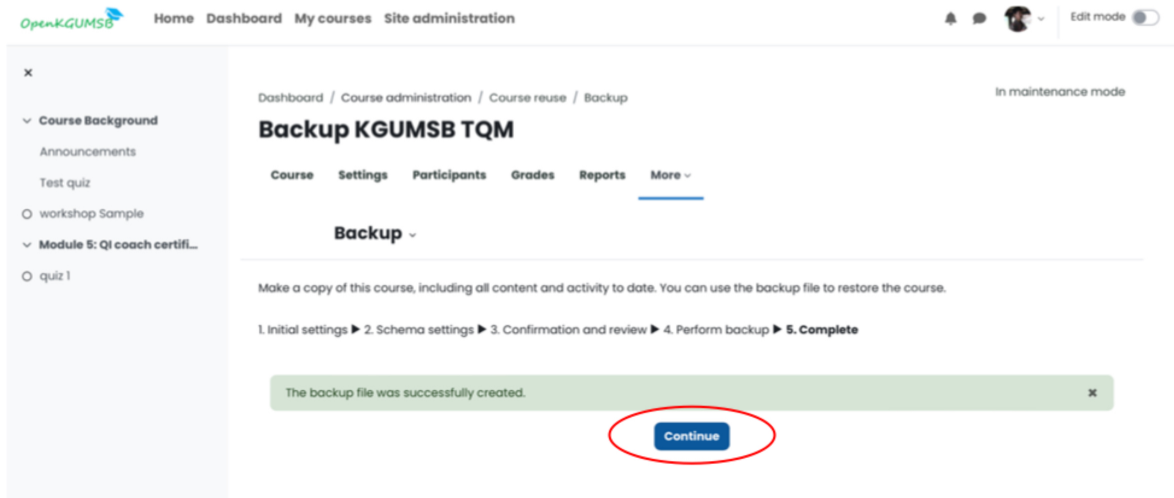 OpenKGUMSB
Home Dashboard My courses Site administration
Edit mode
In maintenance mode
Course Background
Announcements
Test quiz
workshop Sample
Module 5: QI coach certifi...
quiz 1
Dashboard / Course administration / Course reuse / Backup
Backup KGUMSB TQM
Course Settings Participants Grades Reports More
Backup
Make a copy of this course, including all content and activity to date. You can use the backup file to restore the course.
1. Initial settings ► 2. Schema settings ► 3. Confirmation and review ► 4. Perform backup ► 5. Complete
The backup file was successfully created.
Continue